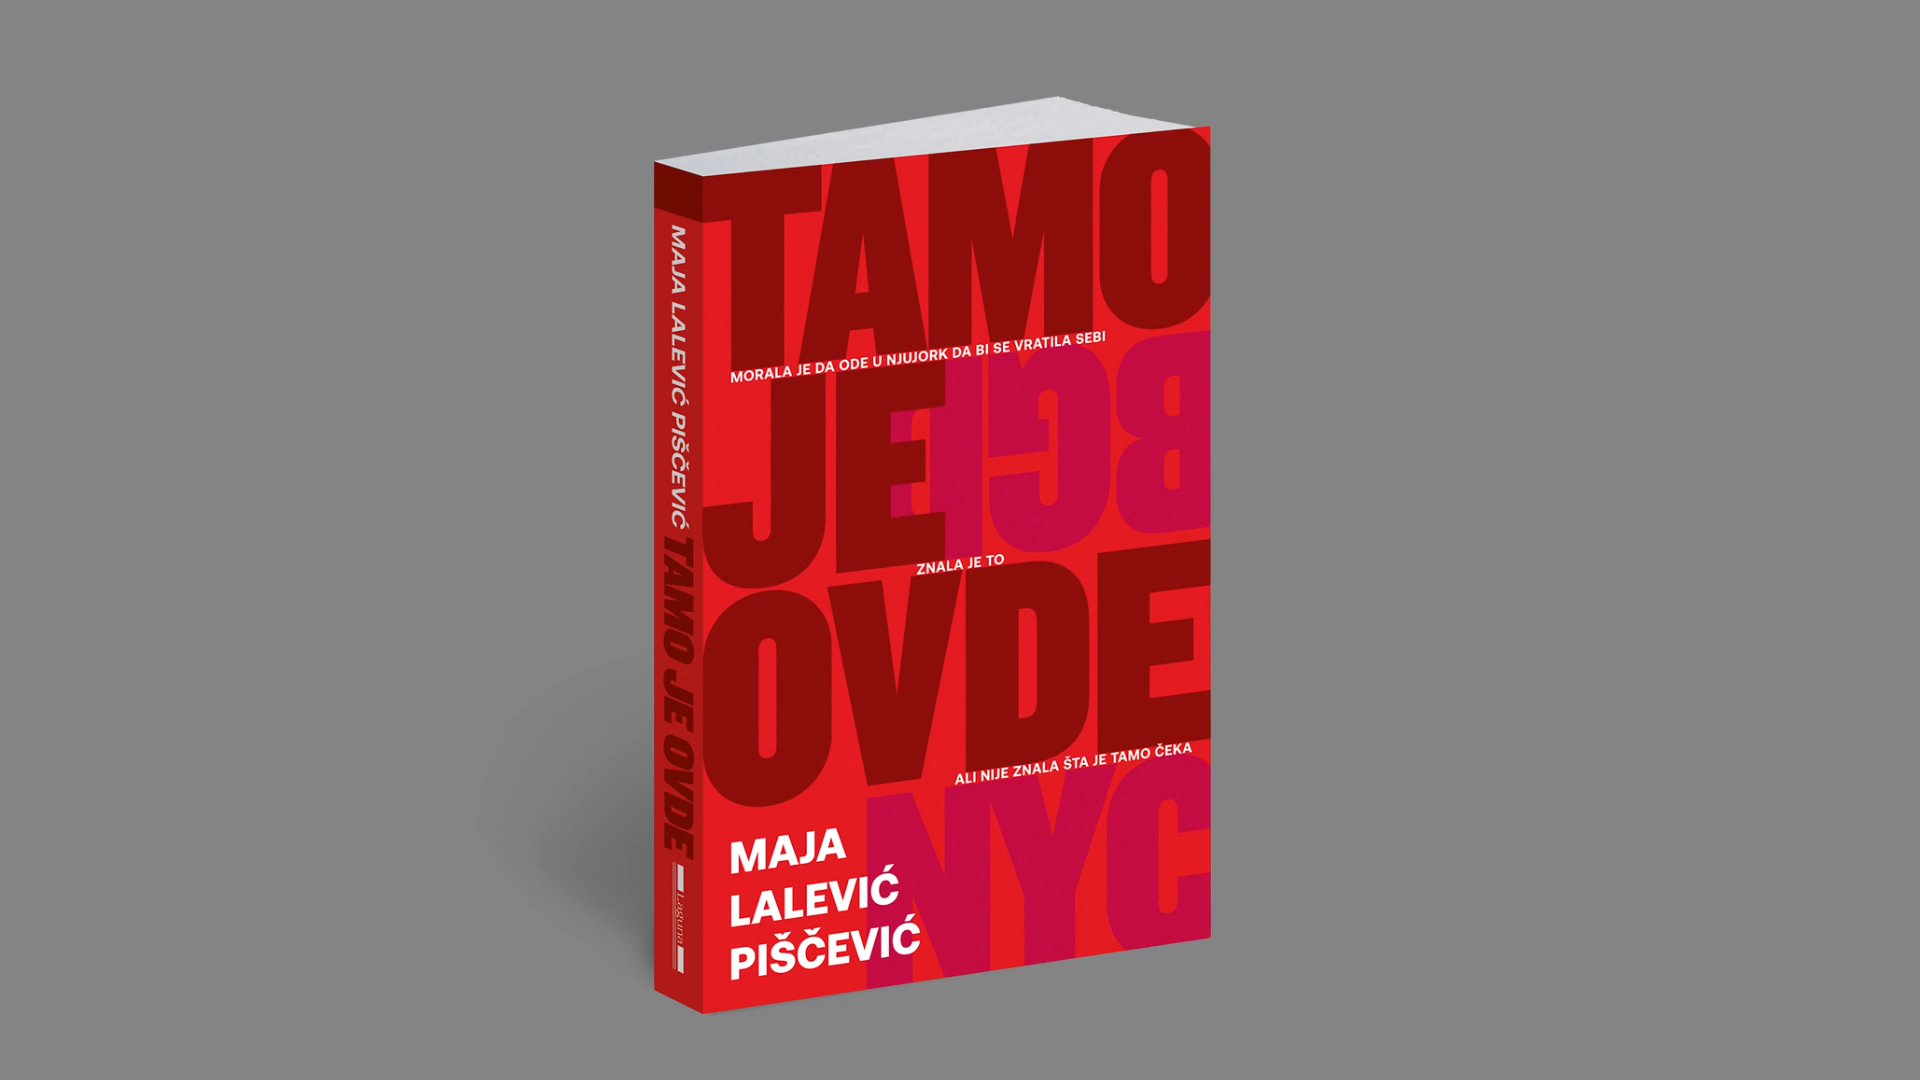 MAJA LALEVIĆ PIŠČEVIĆ TAMO JE OVDE
Laguna
TAMO
MORALA JE DA ODE U NJUJORK DA BI SE VRATILA SEBI
JE
BGD
ZNALA JE TO
OVDE
ALI NIJE ZNALA ŠTA JE TAMO ČEKA
NYC
MAJA
LALEVIĆ
PIŠČEVIĆ